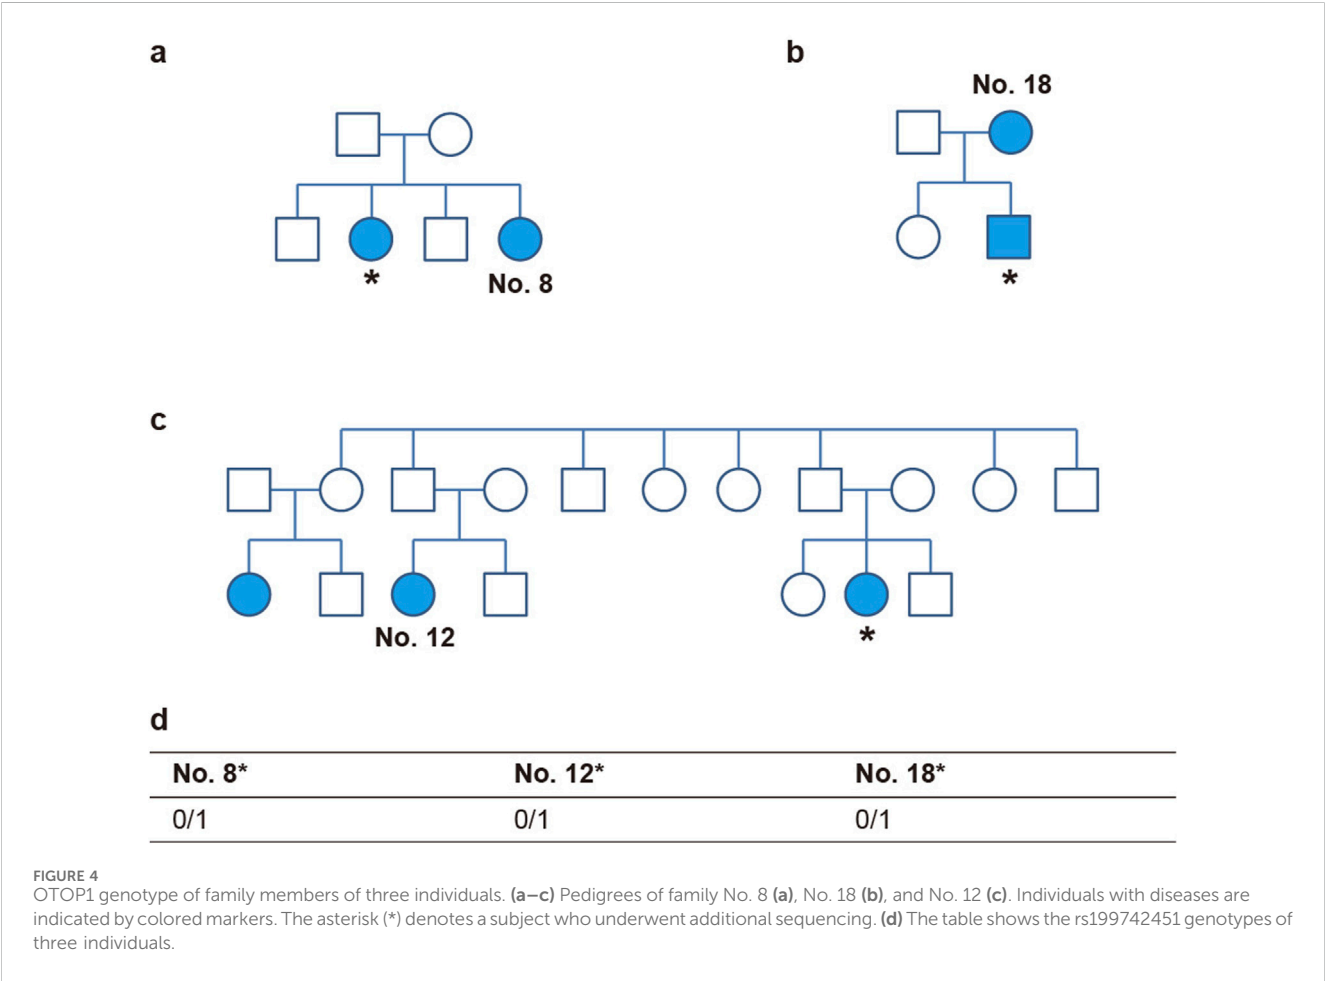 a
b
No. 18
*
No. 8
*
c
No. 12
*
d
No. 8* No. 12* No. 18*
0/1 0/1 0/1
FIGURE 4
OTOP1 genotype of family members of three individuals. (a–c) Pedigrees of family No. 8 (a), No. 18 (b), and No. 12 (c). Individuals with diseases are
indicated by colored markers. The asterisk (*) denotes a subject who underwent additional sequencing. (d) The table shows the rs199742451 genotypes of
three individuals.